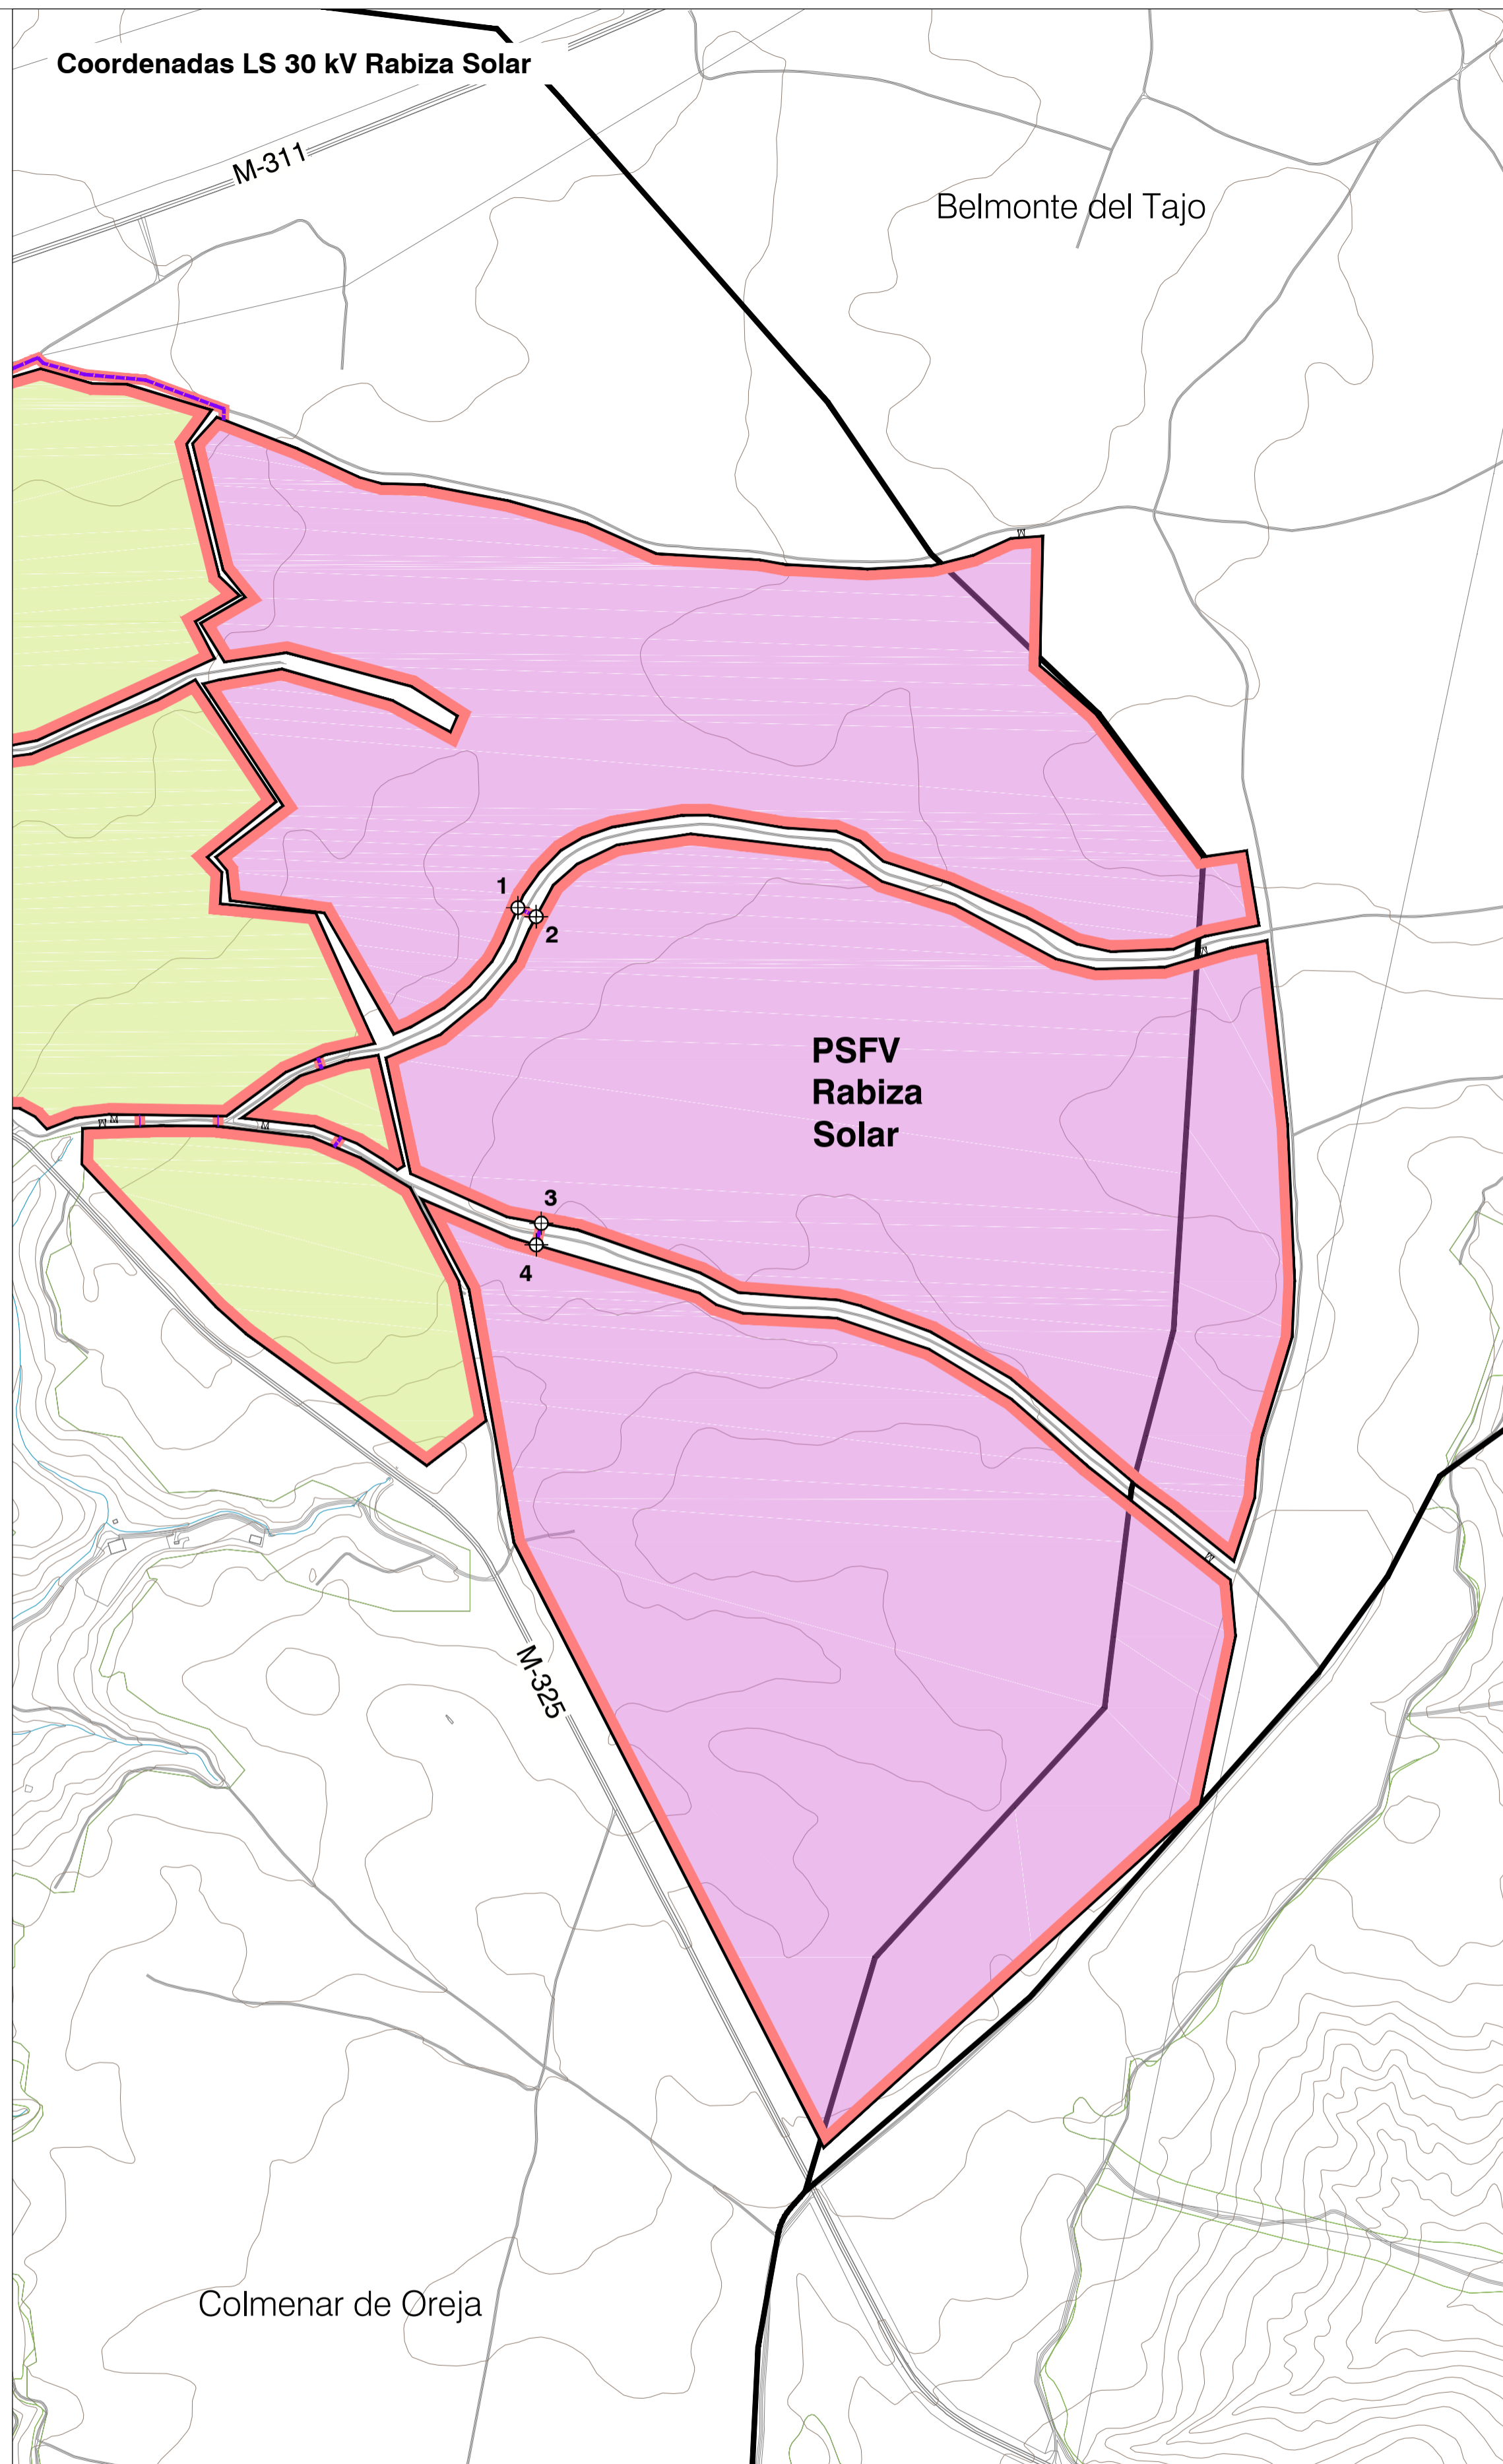 Coordenadas LS 30 kV Rabiza Solar
M-311
Belmonte del Tajo
1
2
PSFV
Rabiza
Solar
3
4
M-325
Colmenar de Oreja